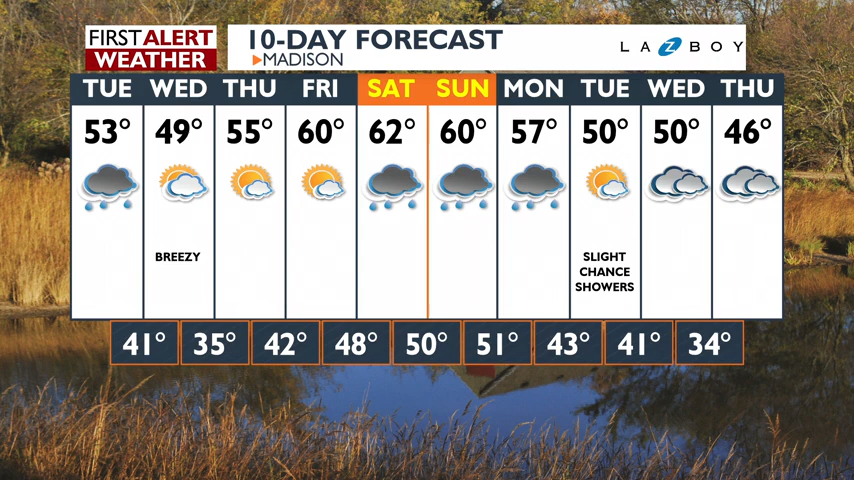 FIRST ALERT
WEATHER
10-DAY FORECAST
MADISON
LA Z BOY
TUE WED THU FRI SAT SUN MON TUE WED THU
53° 49° 55° 60° 62° 60° 57° 50° 50° 46°
BREEZY
SLIGHT
CHANCE
SHOWERS
41° 35° 42° 48° 50° 51° 43° 41° 34°